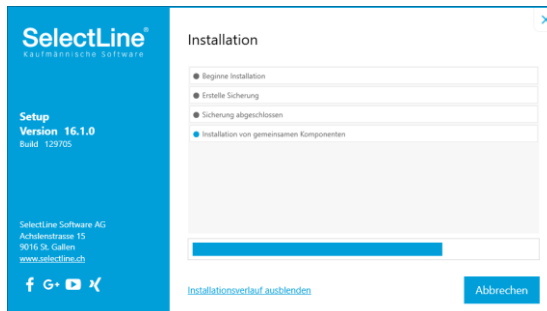 SelectLine®
Kaufmännische Software
Setup
Version 16.1.0
Build 129705
SelectLine Software AG
Achslenstrasse 15
9016 St. Gallen
www.selectline.ch
Installation
Beginne Installation
Erstelle Sicherung
Sicherung abgeschlossen
Installation von gemeinsamen Komponenten
Installationsverlauf ausblenden
Abbrechen